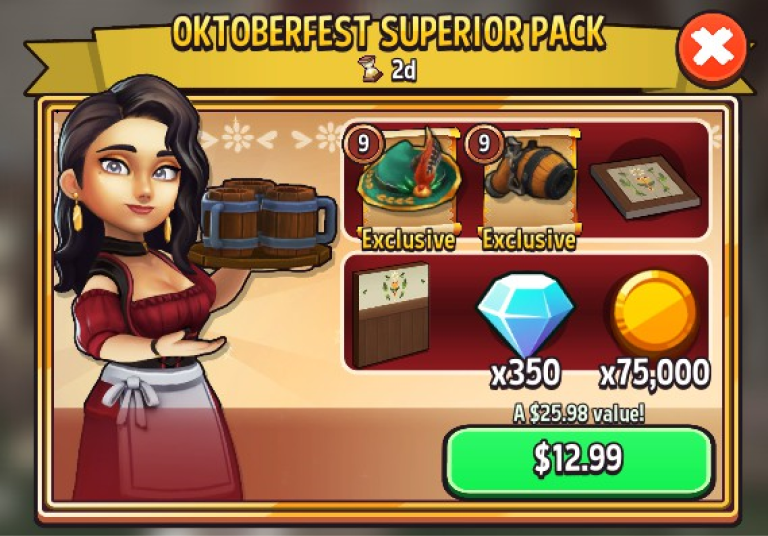 OKTOBERFEST SUPERIOR PACK
2d
9
9
Exclusive
Exclusive
x350
x75,000
A $25.98 value!
$12.99